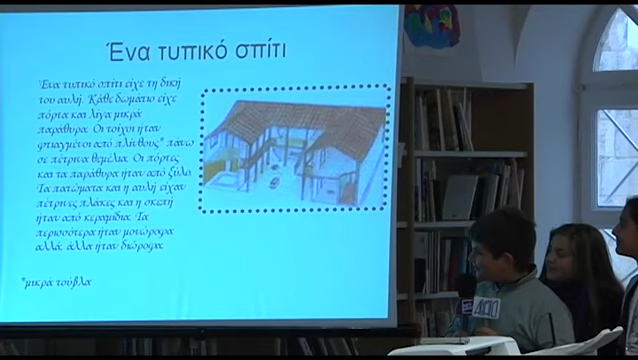 Ένα τυπικό σπίτι
Ένα τυπικό σπίτι είχε τη δική
του αυλή. Κάθε δωμάτιο είχε
πόρτα και λίγα μικρά
παράθυρα. Οι τοίχοι ήταν
φτιαγμένοι από πλίνθους* πάνω
σε πέτρινα θεμέλια. Οι πόρτες
και τα παράθυρα ήταν από ξύλο.
Τα πατώματα και η αυλή είχαν
πέτρινες πλάκες και η σκεπή
ήταν από κεραμίδια. Τα
περισσότερα ήταν μονώροφα
αλλά άλλα ήταν διώροφα.
*μικρά τούβλα